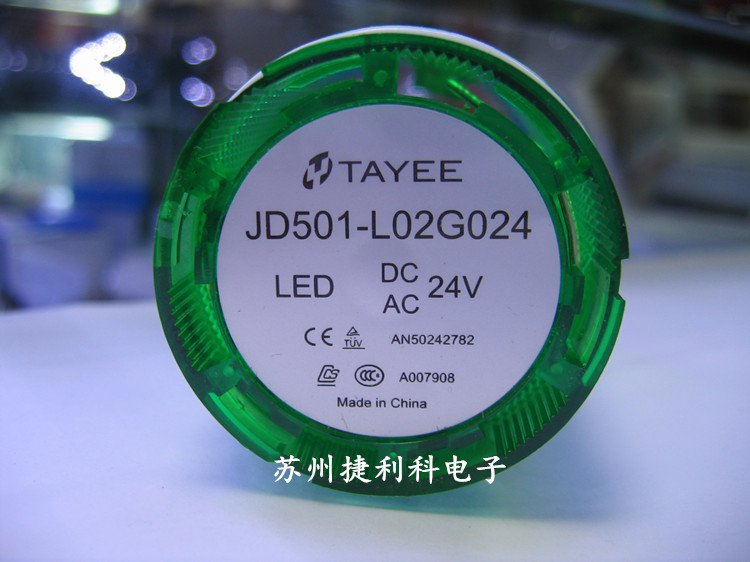 TAYEE
JD501-L02G024
LED DC AC 24V
CE TÜV AN50242782
CCC A007908
Made in China
苏州捷利科电子